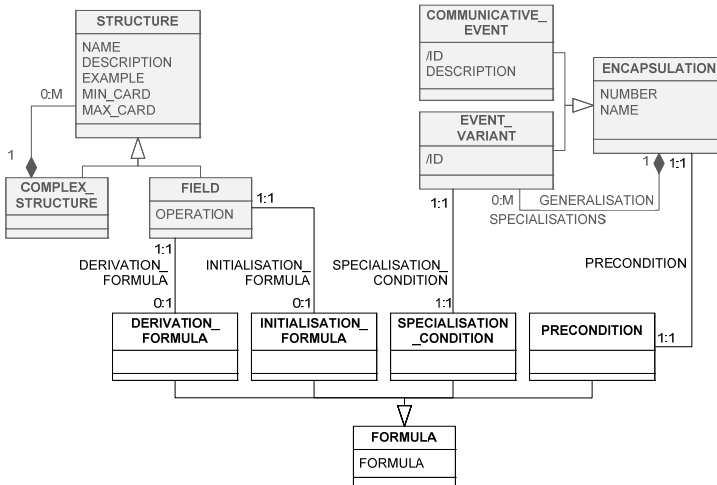 STRUCTURE
NAME
DESCRIPTION
EXAMPLE
MIN_CARD
MAX_CARD
0:M
1
COMPLEX_
STRUCTURE
FIELD
OPERATION
1:1
1:1
COMMUNICATIVE_
EVENT
/ID
DESCRIPTION
EVENT_
VARIANT
/ID
ENCAPSULATION
NUMBER
NAME
1
1:1
1:1
0:M
GENERALISATION
SPECIALISATIONS
DERIVATION_
FORMULA
0:1
INITIALISATION_
FORMULA
0:1
SPECIALISATION_
CONDITION
1:1
PRECONDITION
DERIVATION_
FORMULA
INITIALISATION_
FORMULA
SPECIALISATION
_CONDITION
PRECONDITION
1:1
FORMULA
FORMULA